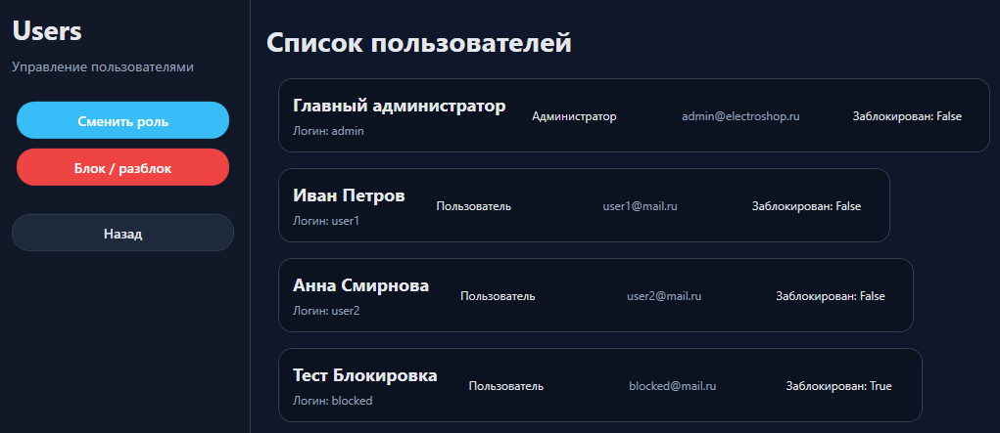 Users
Управление пользователями
Сменить роль
Блок / разблок
Назад
Список пользователей
Главный администратор
Логин: admin
Администратор
admin@electroshop.ru
Заблокирован: False
Иван Петров
Логин: user1
Пользователь
user1@mail.ru
Заблокирован: False
Анна Смирнова
Логин: user2
Пользователь
user2@mail.ru
Заблокирован: False
Тест Блокировка
Логин: blocked
Пользователь
blocked@mail.ru
Заблокирован: True